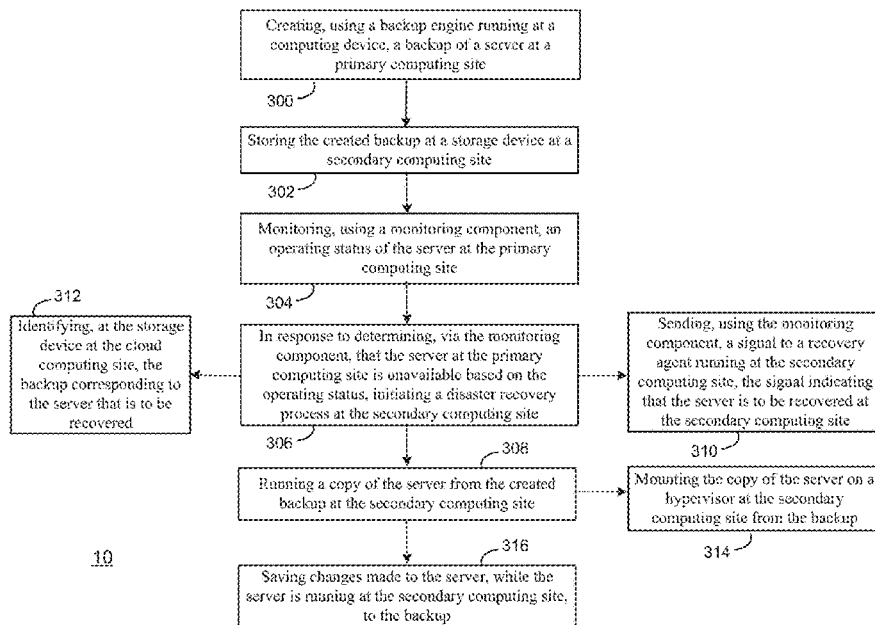 Creating, using a backup engine running at a
computing device, a backup of a server at a
primary computing site
300
Storing the created backup at a storage device at a
secondary computing site
302
Monitoring, using a monitoring component, an
operating status of the server at the primary
computing site
304
312
Identifying, at the storage
device at the cloud
computing site, the
backup corresponding to
the server that is to be
recovered
In response to determining, via the monitoring
component, that the server at the primary
computing site is unavailable based on the
operating status, initiating a disaster recovery
process at the secondary computing site
306
Sending, using the monitoring
component, a signal to a recovery
agent running at the secondary
computing site, the signal indicating
that the server is to be recovered at
the secondary computing site
310
308
Running a copy of the server from the created
backup at the secondary computing site
Mounting the copy of the server on a
hypervisor at the secondary
computing site from the backup
314
316
Saving changes made to the server, while the
server is running at the secondary computing site,
to the backup
10